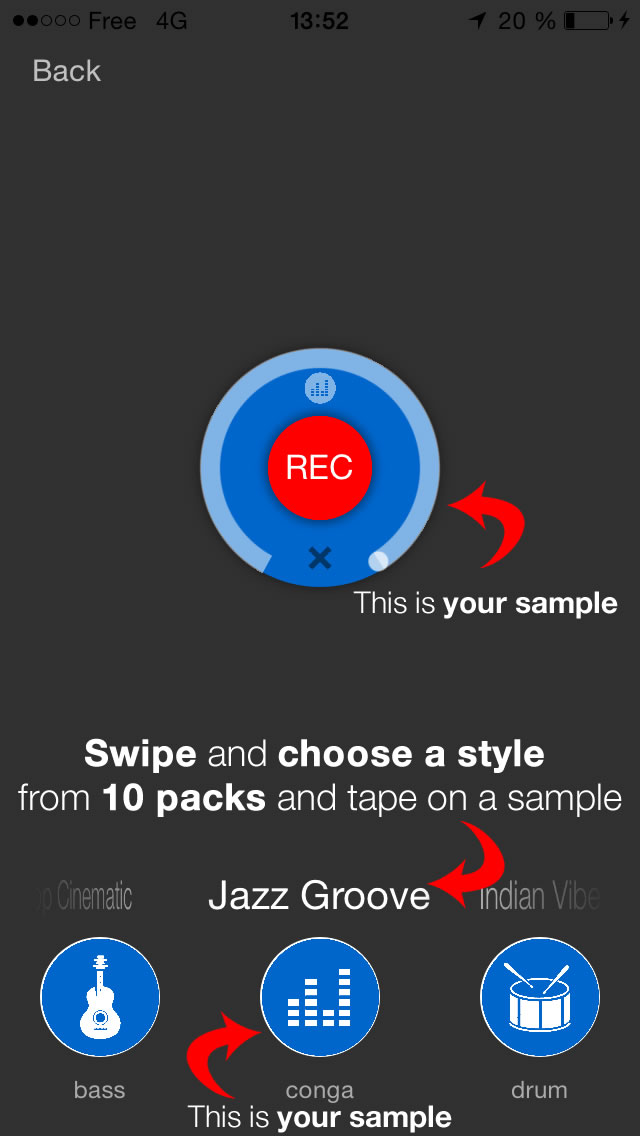 Free 4G 13:52 20 %
Back
REC
This is your sample
Swipe and choose a style
from 10 packs and tape on a sample
op Cinematic Jazz Groove Indian Vibe
bass conga drum
This is your sample